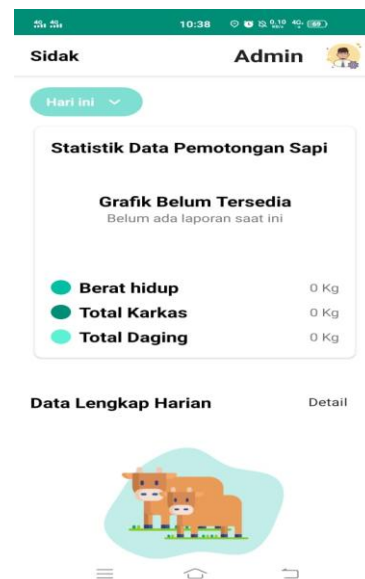 10:38
Sidak Admin
Hari ini
Statistik Data Pemotongan Sapi
Grafik Belum Tersedia
Belum ada laporan saat ini
Berat hidup 0 Kg
Total Karkas 0 Kg
Total Daging 0 Kg
Data Lengkap Harian Detail